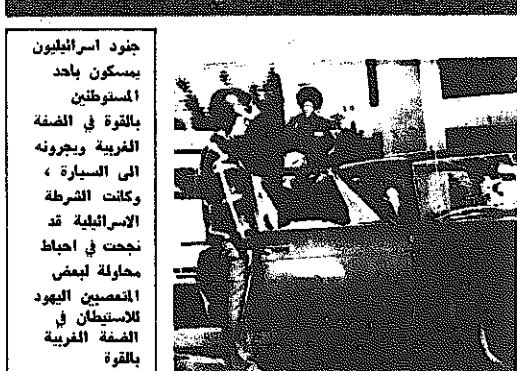 جنود اسرائيليون
يمسكون باحد
المستوطنين
بالقوة في الضفة
الغربية ويجرونه
الى السيارة ،
وكانت الشرطة
الاسرائيلية قد
نجحت في احباط
محاولة لبعض
المتعصبين اليهود
للاستيطان في
الضفة الغربية
بالقوة